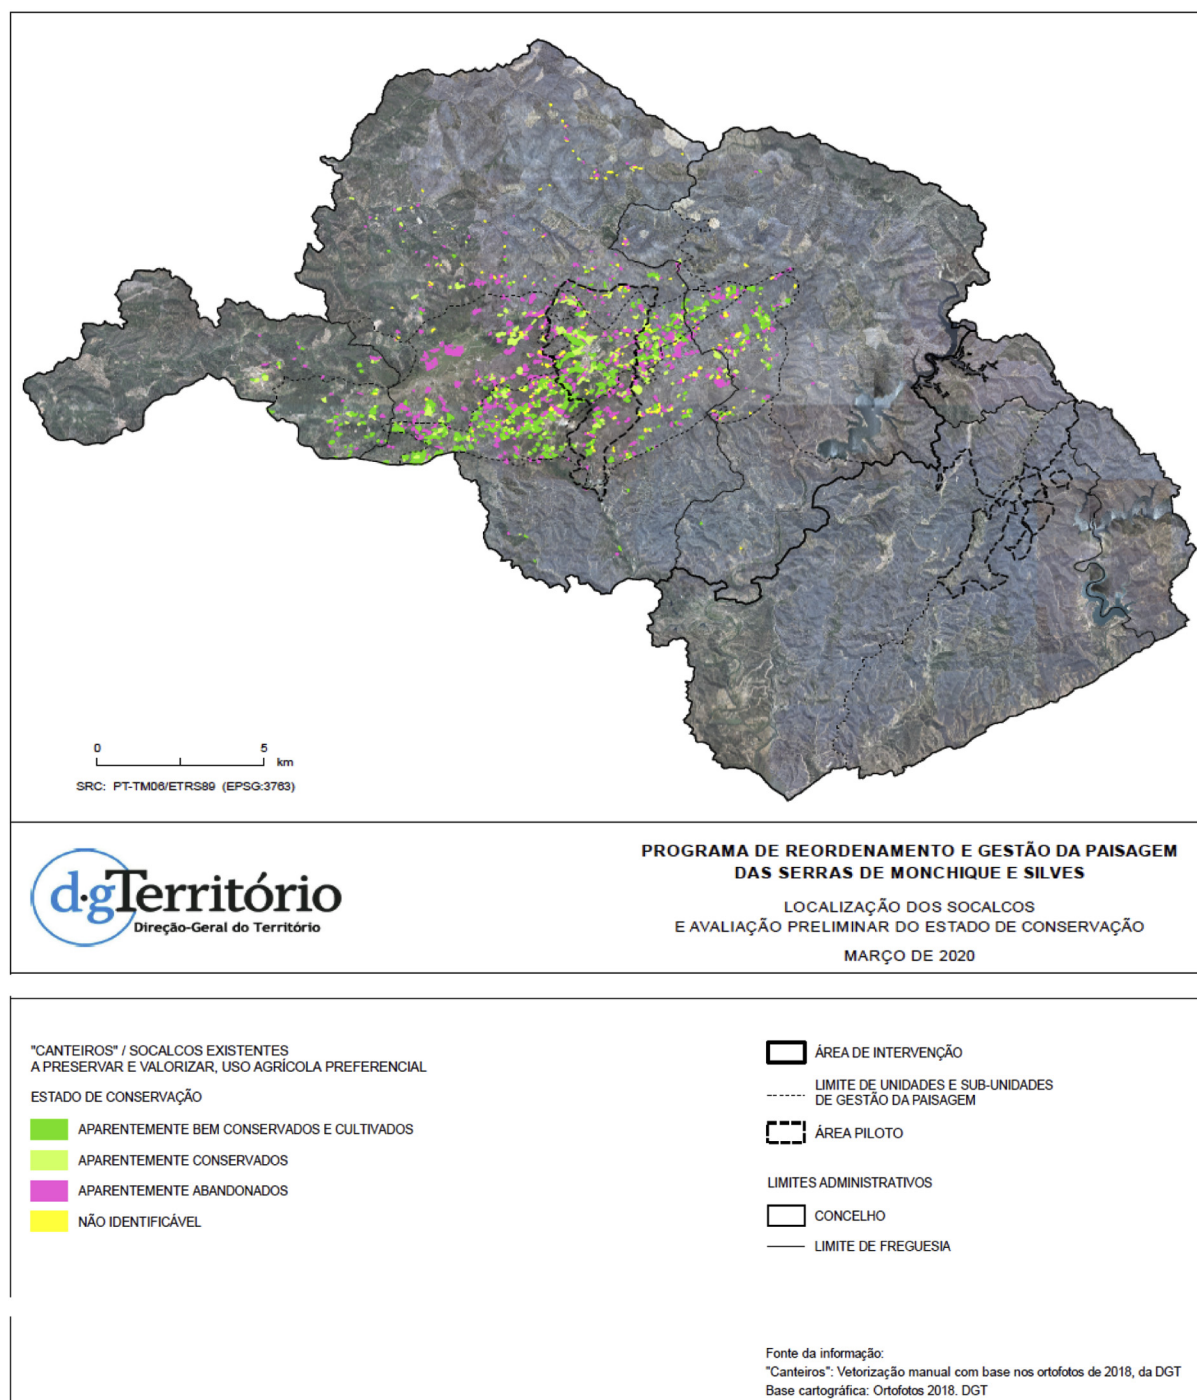 0 5
km
SRC: PT-TM06/ETRS89 (EPSG:3763)
d·gTerritório
Direção-Geral do Território
PROGRAMA DE REORDENAMENTO E GESTÃO DA PAISAGEM
DAS SERRAS DE MONCHIQUE E SILVES
LOCALIZAÇÃO DOS SOCALCOS
E AVALIAÇÃO PRELIMINAR DO ESTADO DE CONSERVAÇÃO
MARÇO DE 2020
"CANTEIROS" / SOCALCOS EXISTENTES
A PRESERVAR E VALORIZAR, USO AGRÍCOLA PREFERENCIAL
ESTADO DE CONSERVAÇÃO
APARENTEMENTE BEM CONSERVADOS E CULTIVADOS
APARENTEMENTE CONSERVADOS
APARENTEMENTE ABANDONADOS
NÃO IDENTIFICÁVEL
ÁREA DE INTERVENÇÃO
LIMITE DE UNIDADES E SUB-UNIDADES
DE GESTÃO DA PAISAGEM
ÁREA PILOTO
LIMITES ADMINISTRATIVOS
CONCELHO
LIMITE DE FREGUESIA
Fonte da informação:
"Canteiros": Vetorização manual com base nos ortofotos de 2018, da DGT
Base cartográfica: Ortofotos 2018. DGT